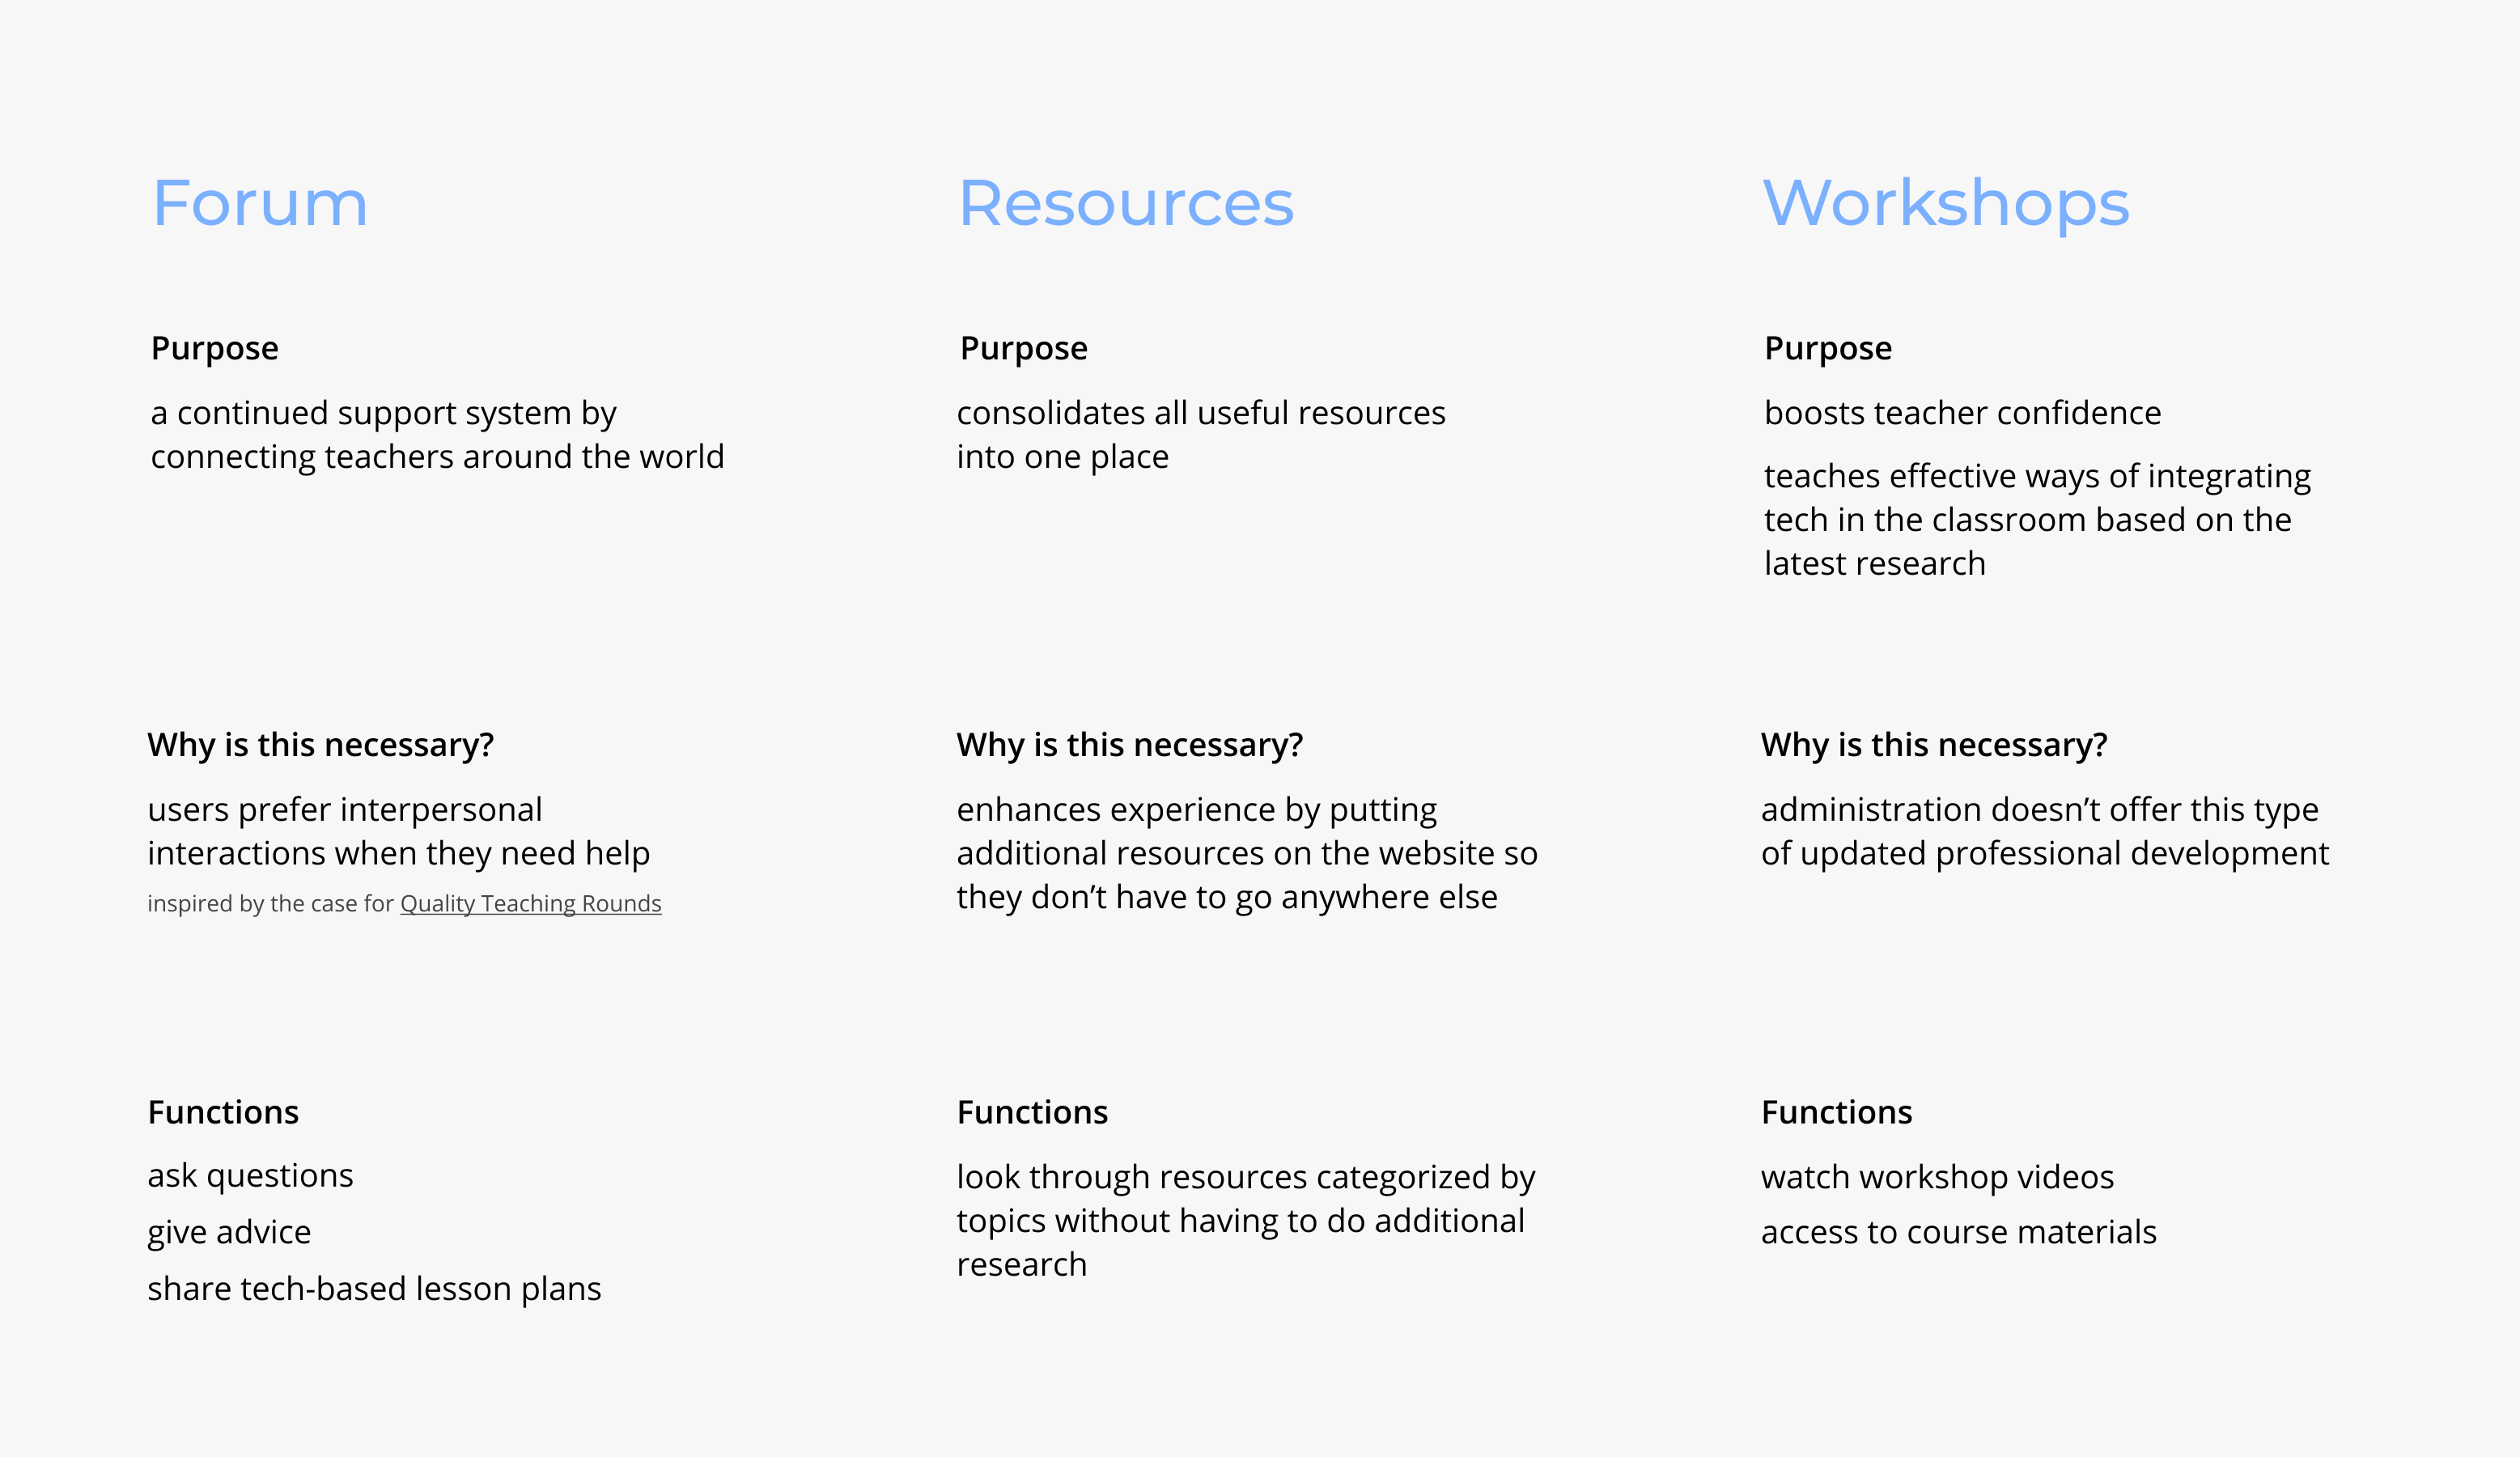 Forum
Purpose
a continued support system by
connecting teachers around the world
Why is this necessary?
users prefer interpersonal
interactions when they need help
inspired by the case for Quality Teaching Rounds
Functions
ask questions
give advice
share tech-based lesson plans
Resources
Purpose
consolidates all useful resources
into one place
Why is this necessary?
enhances experience by putting
additional resources on the website so
they don’t have to go anywhere else
Functions
look through resources categorized by
topics without having to do additional
research
Workshops
Purpose
boosts teacher confidence
teaches effective ways of integrating
tech in the classroom based on the
latest research
Why is this necessary?
administration doesn’t offer this type
of updated professional development
Functions
watch workshop videos
access to course materials